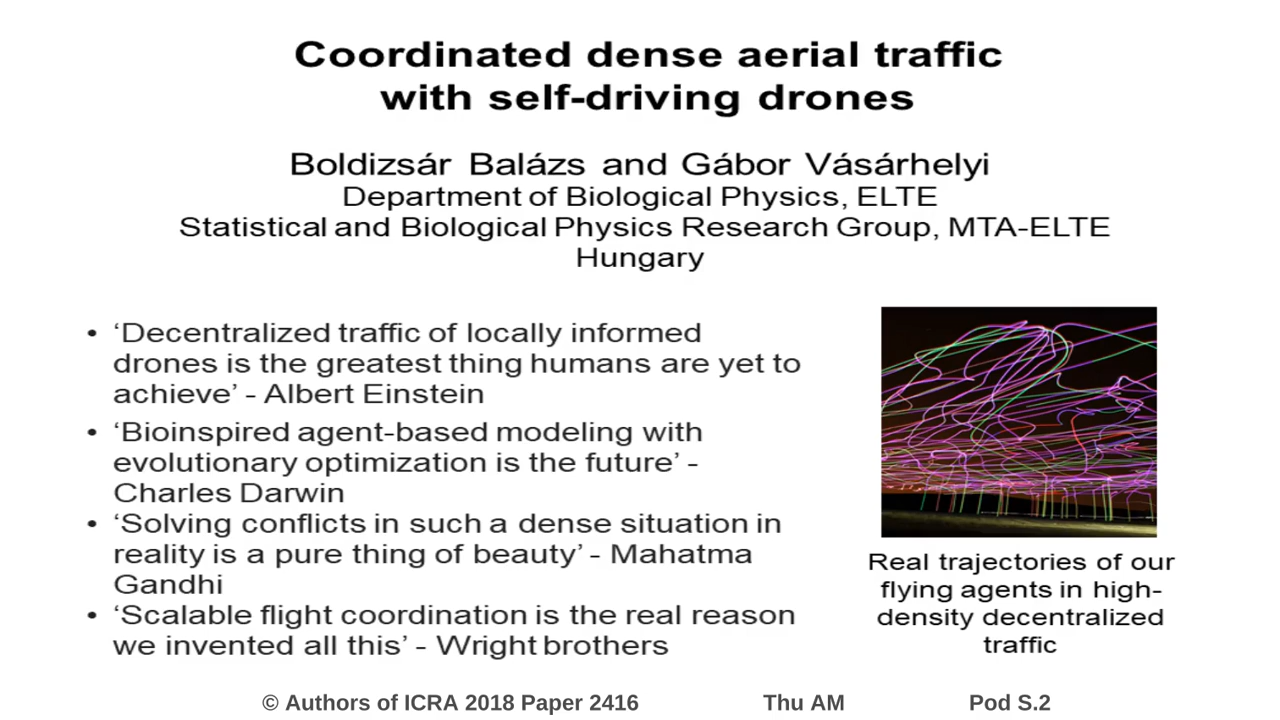 Coordinated dense aerial traffic
with self-driving drones
Boldizsár Balázs and Gábor Vásárhelyi
Department of Biological Physics, ELTE
Statistical and Biological Physics Research Group, MTA-ELTE
Hungary
• ‘Decentralized traffic of locally informed
drones is the greatest thing humans are yet to
achieve’ - Albert Einstein
• ‘Bioinspired agent-based modeling with
evolutionary optimization is the future’ -
Charles Darwin
• ‘Solving conflicts in such a dense situation in
reality is a pure thing of beauty’ - Mahatma
Gandhi
• ‘Scalable flight coordination is the real reason
we invented all this’ - Wright brothers
Real trajectories of our
flying agents in high-
density decentralized
traffic
© Authors of ICRA 2018 Paper 2416 Thu AM Pod S.2